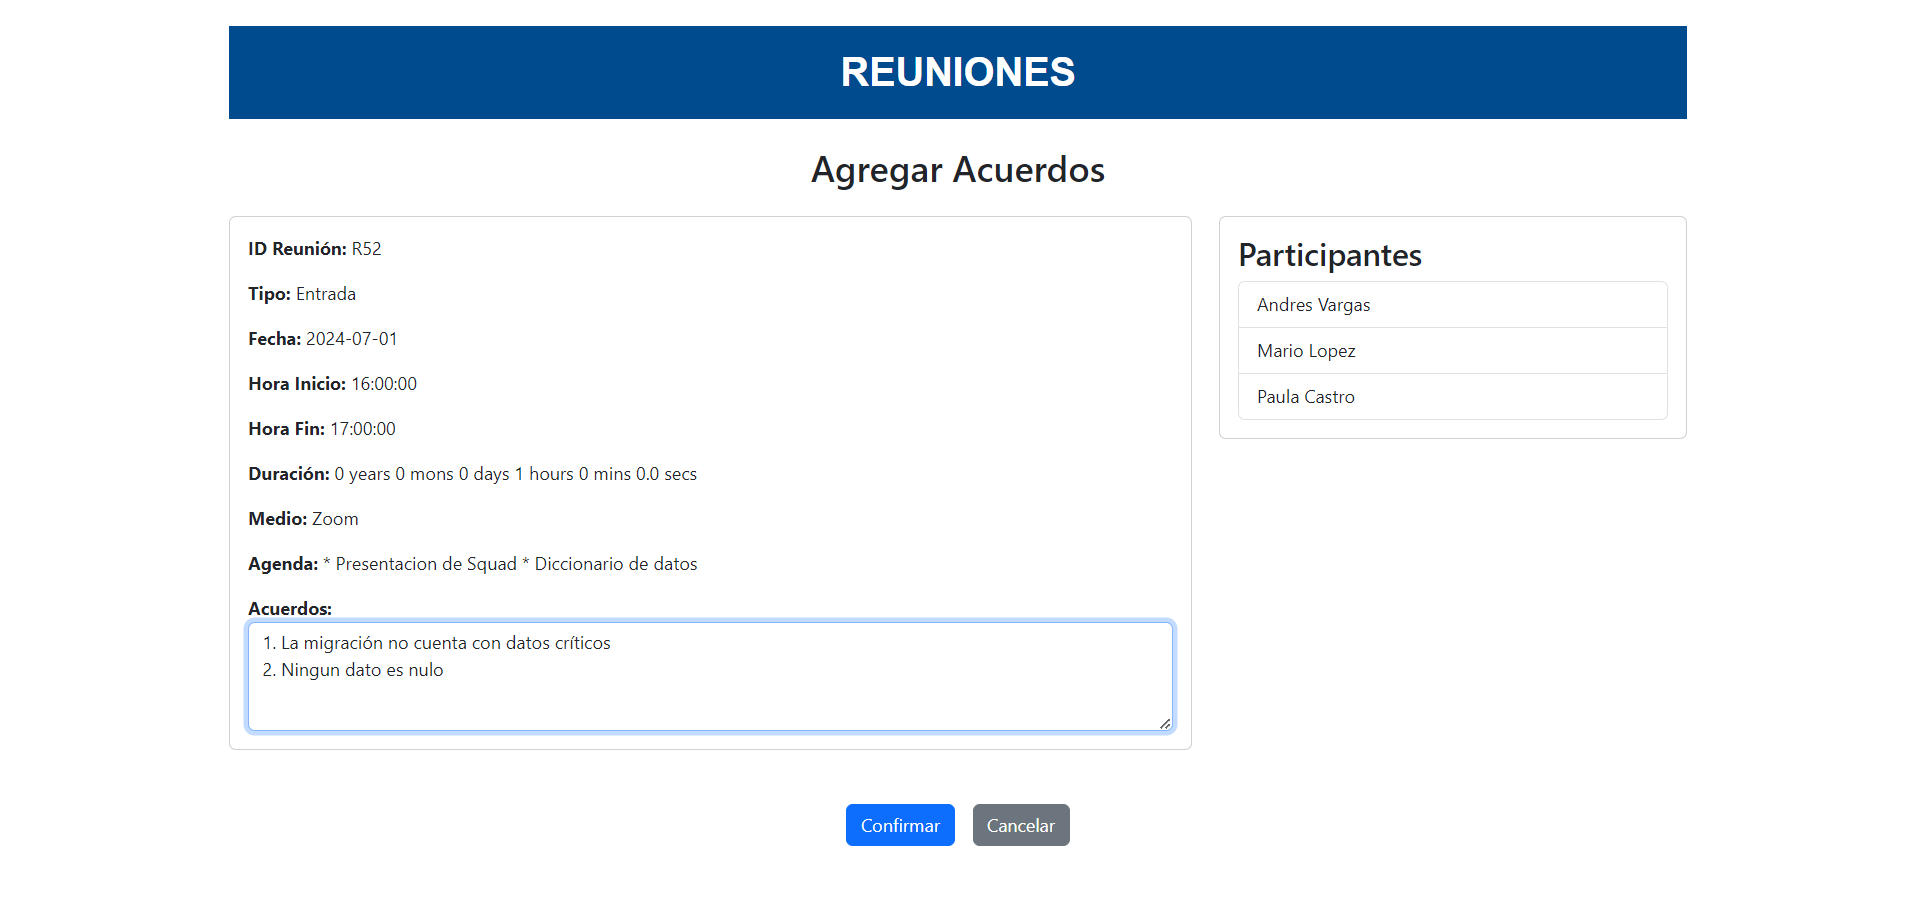 REUNIONES
Agregar Acuerdos
ID Reunión: R52
Tipo: Entrada
Fecha: 2024-07-01
Hora Inicio: 16:00:00
Hora Fin: 17:00:00
Duración: 0 years 0 mons 0 days 1 hours 0 mins 0.0 secs
Medio: Zoom
Agenda: * Presentacion de Squad * Diccionario de datos
Acuerdos:
1. La migración no cuenta con datos críticos
2. Ningun dato es nulo
Participantes
Andres Vargas
Mario Lopez
Paula Castro
Confirmar
Cancelar